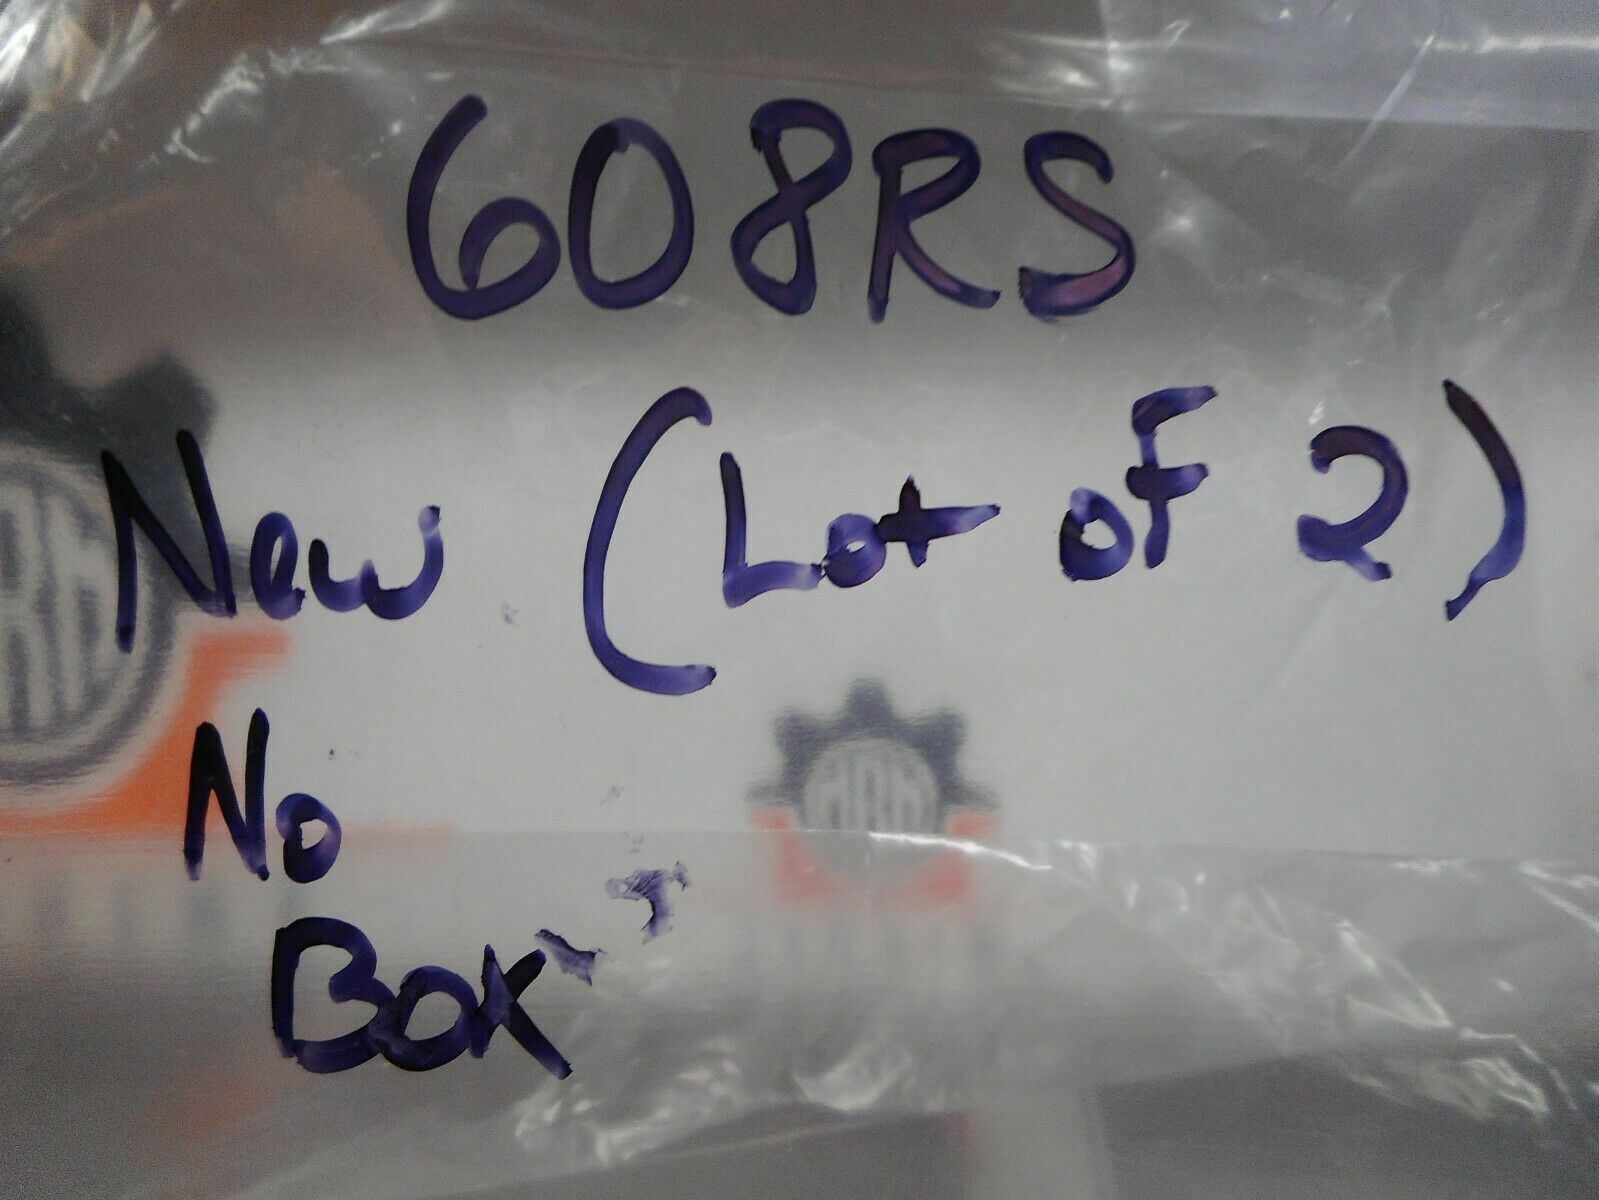 608RS
New (Lot of 2)
No
Box